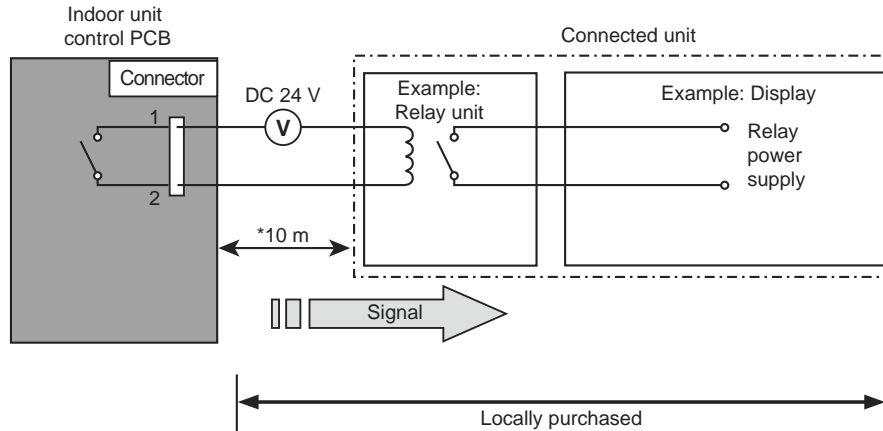 Indoor unit
control PCB
Connector
1
2
DC 24 V
V
*10 m
Connected unit
Example:
Relay unit
Example: Display
Relay
power
supply
Signal
Locally purchased